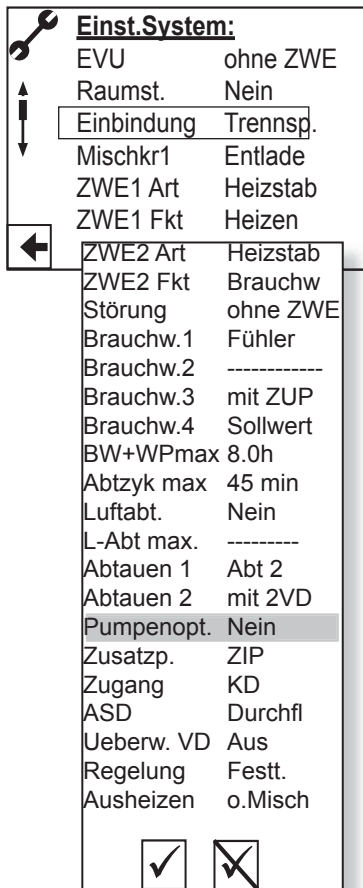 Einst.System:
EVU ohne ZWE
Raumst. Nein
Einbindung Trennsp.
Mischkr1 Entlade
ZWE1 Art Heizstab
ZWE1 Fkt Heizen
ZWE2 Art Heizstab
ZWE2 Fkt Brauchw
Störung ohne ZWE
Brauchw.1 Fühler
Brauchw.2 ------------
Brauchw.3 mit ZUP
Brauchw.4 Sollwert
BW+WPmax 8.0h
Abtzyk max 45 min
Luftabt. Nein
L-Abt max. ---------
Abtauen 1 Abt 2
Abtauen 2 mit 2VD
Pumpenopt. Nein
Zusatzp. ZIP
Zugang KD
ASD Durchfl
Ueberw. VD Aus
Regelung Festt.
Ausheizen o.Misch